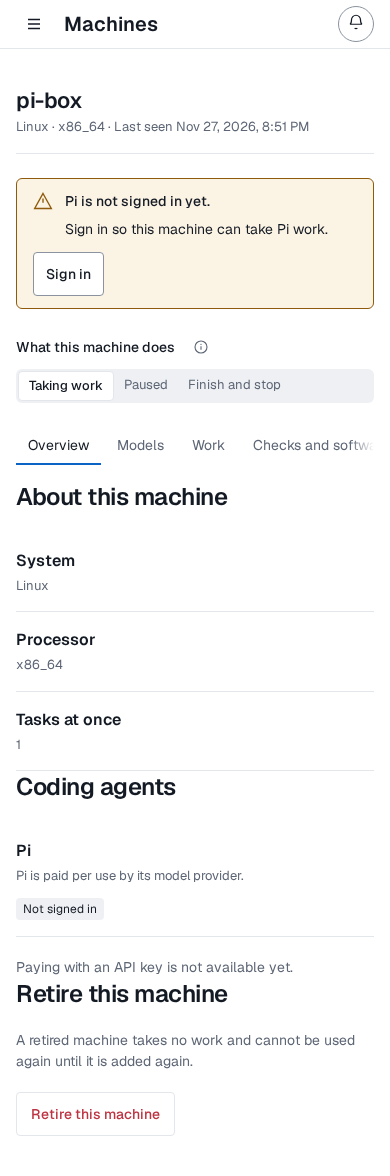 Machines
pi-box
Linux · x86_64 · Last seen Nov 27, 2026, 8:51 PM
Pi is not signed in yet.
Sign in so this machine can take Pi work.
Sign in
What this machine does
Taking work Paused Finish and stop
Overview Models Work Checks and softwa
About this machine
System
Linux
Processor
x86_64
Tasks at once
1
Coding agents
Pi
Pi is paid per use by its model provider.
Not signed in
Paying with an API key is not available yet.
Retire this machine
A retired machine takes no work and cannot be used
again until it is added again.
Retire this machine